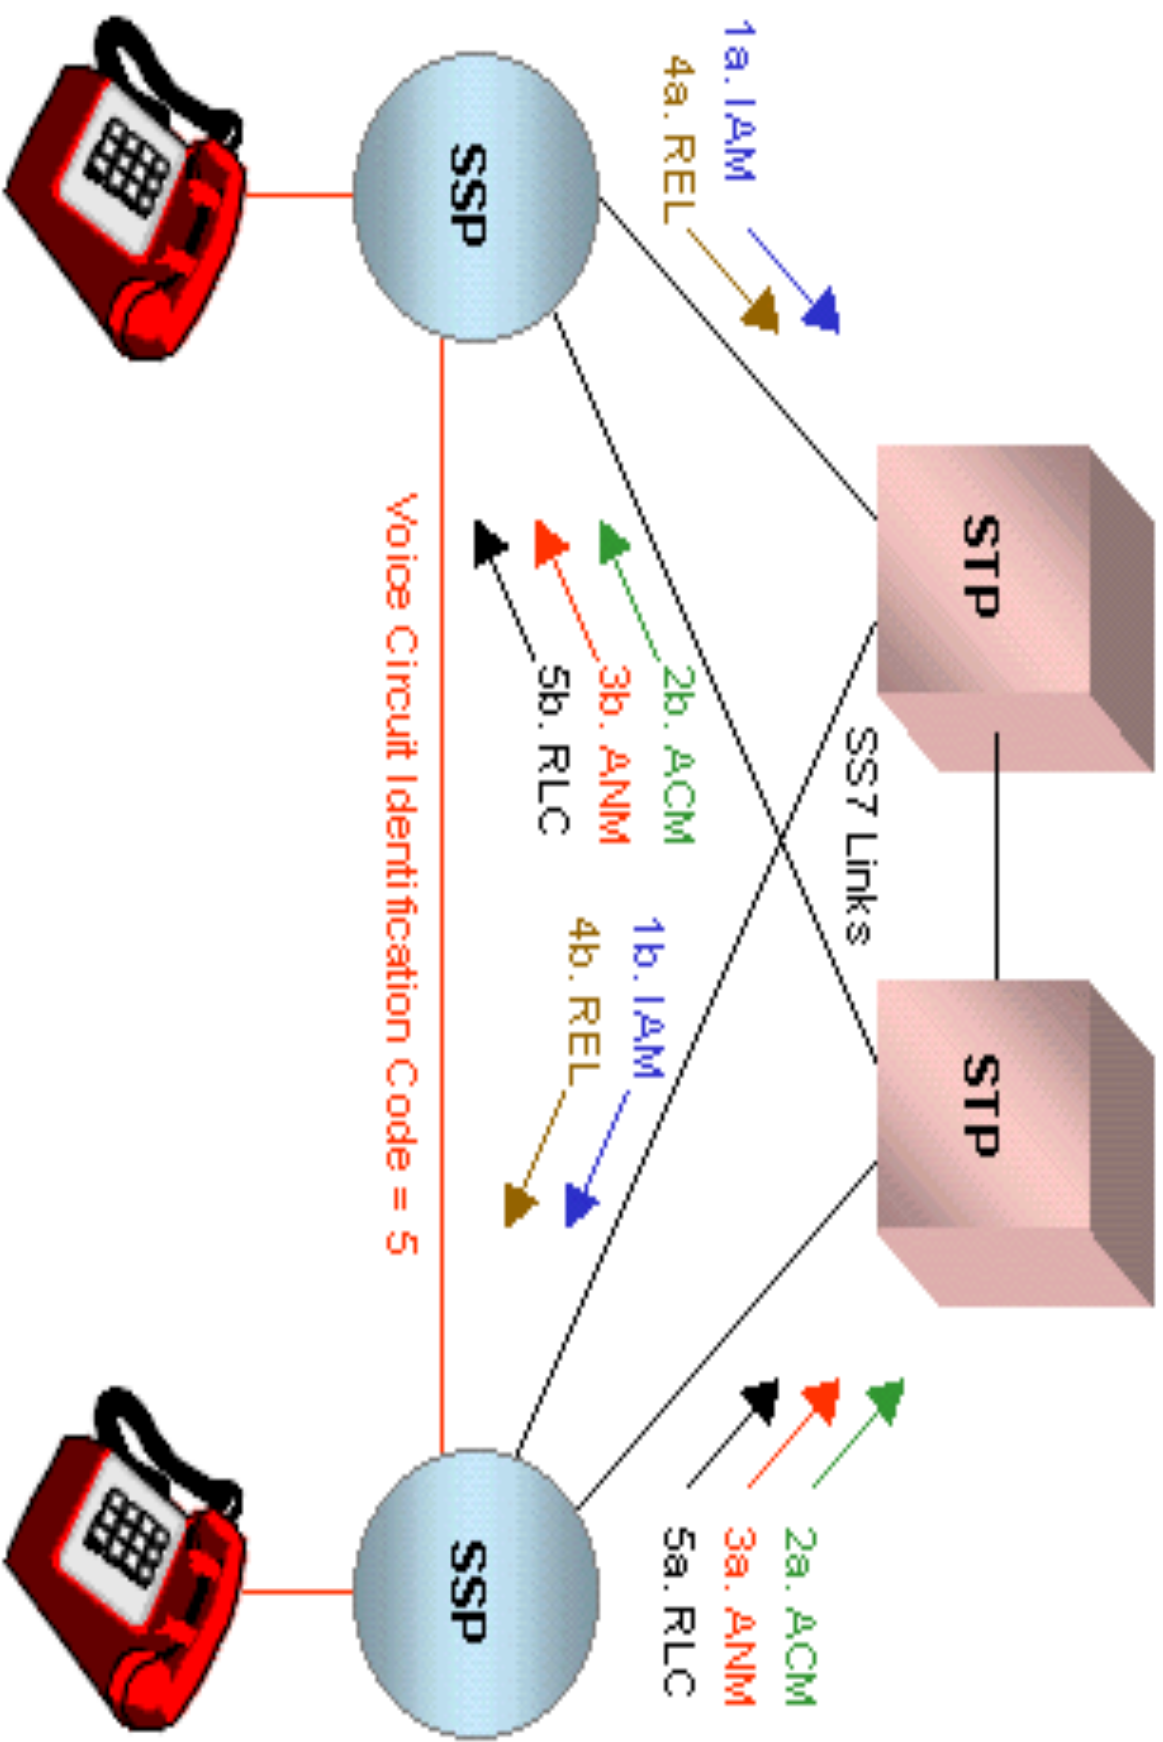 STP
STP
SS7 Links
1a. IAM
4a. REL
2a. ACM
3a. ANM
5a. RLC
2b. ACM
3b. ANM
5b. RLC
1b. IAM
4b. REL
SSP
SSP
Voice Circuit Identification Code = 5